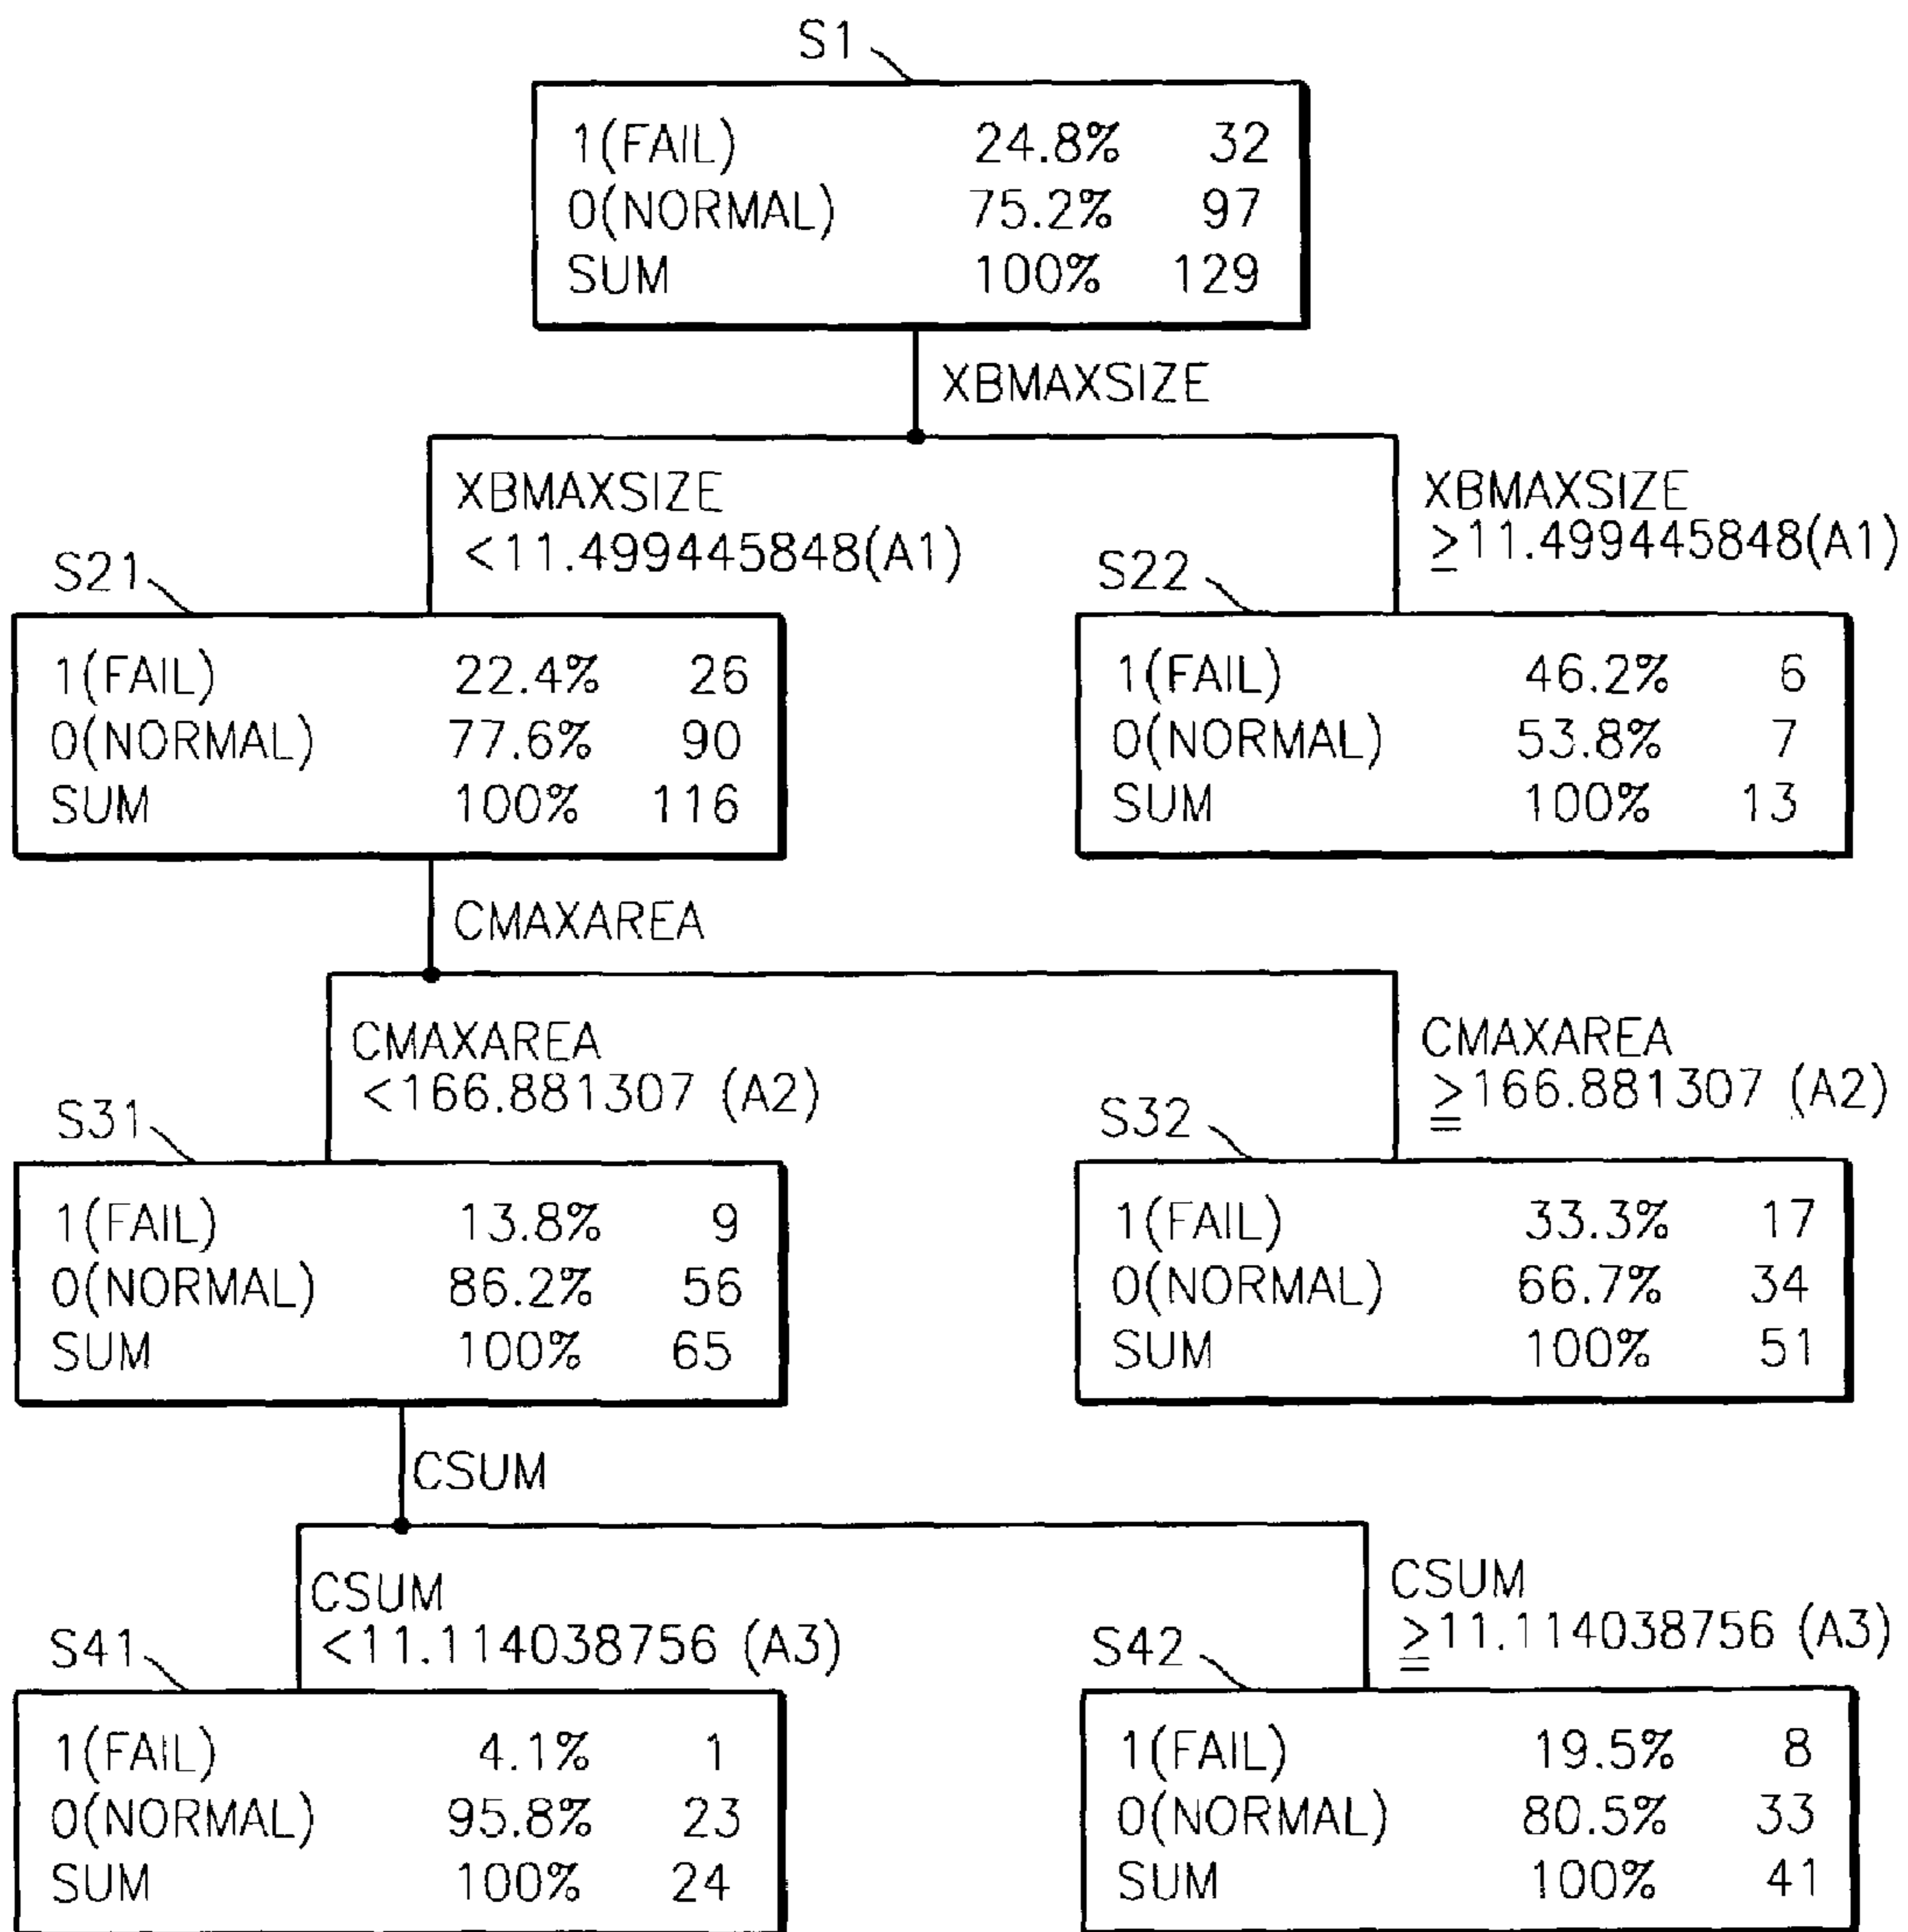 S1
1(FAIL) 24.8% 32
0(NORMAL) 75.2% 97
SUM 100% 129
XBMAXSIZE
XBMAXSIZE
<11.499445848(A1)
XBMAXSIZE
≧11.499445848(A1)
S21
1(FAIL) 22.4% 26
0(NORMAL) 77.6% 90
SUM 100% 116
S22
1(FAIL) 46.2% 6
0(NORMAL) 53.8% 7
SUM 100% 13
CMAXAREA
CMAXAREA
<166.881307 (A2)
CMAXAREA
≧166.881307 (A2)
S31
1(FAIL) 13.8% 9
0(NORMAL) 86.2% 56
SUM 100% 65
S32
1(FAIL) 33.3% 17
0(NORMAL) 66.7% 34
SUM 100% 51
CSUM
CSUM
<11.114038756 (A3)
CSUM
≧11.114038756 (A3)
S41
1(FAIL) 4.1% 1
0(NORMAL) 95.8% 23
SUM 100% 24
S42
1(FAIL) 19.5% 8
0(NORMAL) 80.5% 33
SUM 100% 41